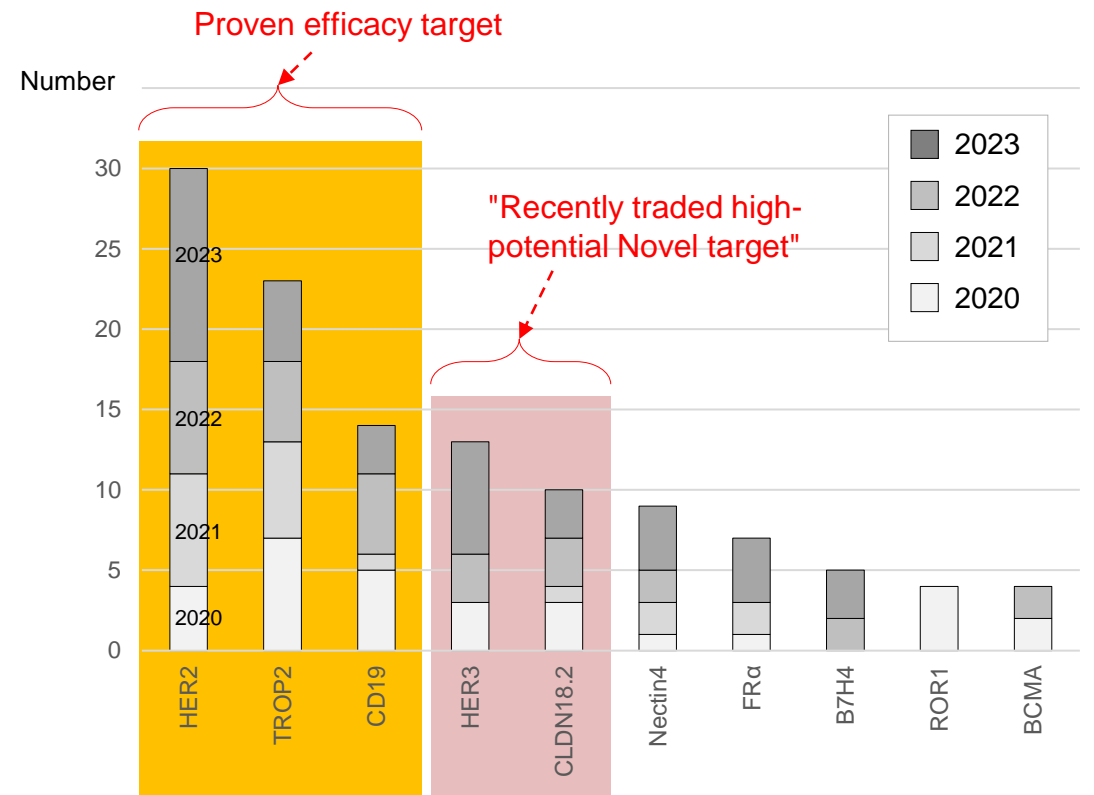 Proven efficacy target
Number
30
25
20
15
10
5
0
2023
2022
2021
2020
"Recently traded high-
potential Novel target"
2023
2022
2021
2020
HER2
TROP2
CD19
HER3
CLDN18.2
Nectin4
FRα
B7H4
ROR1
BCMA